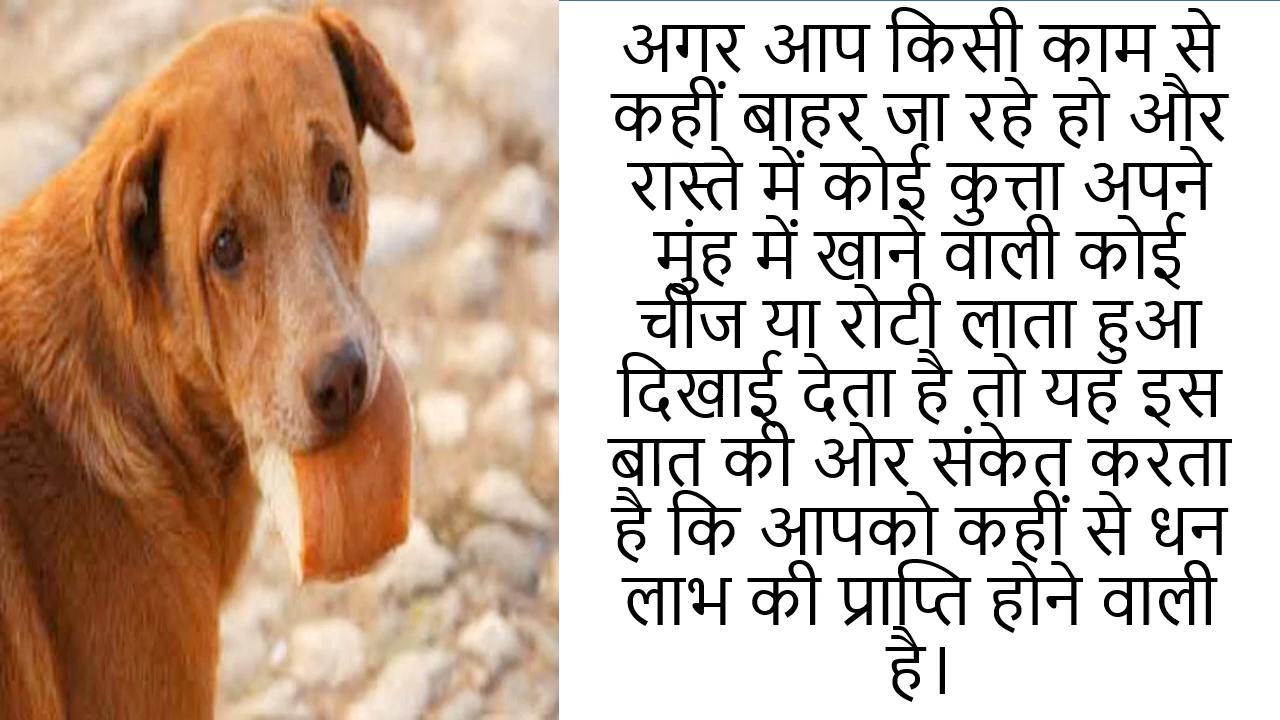 अगर आप किसी काम से
कहीं बाहर जा रहे हो और
रास्ते में कोई कुत्ता अपने
मुंह में खाने वाली कोई
चीज या रोटी लाता हुआ
दिखाई देता है तो यह इस
बात की ओर संकेत करता
है कि आपको कहीं से धन
लाभ की प्राप्ति होने वाली
है।